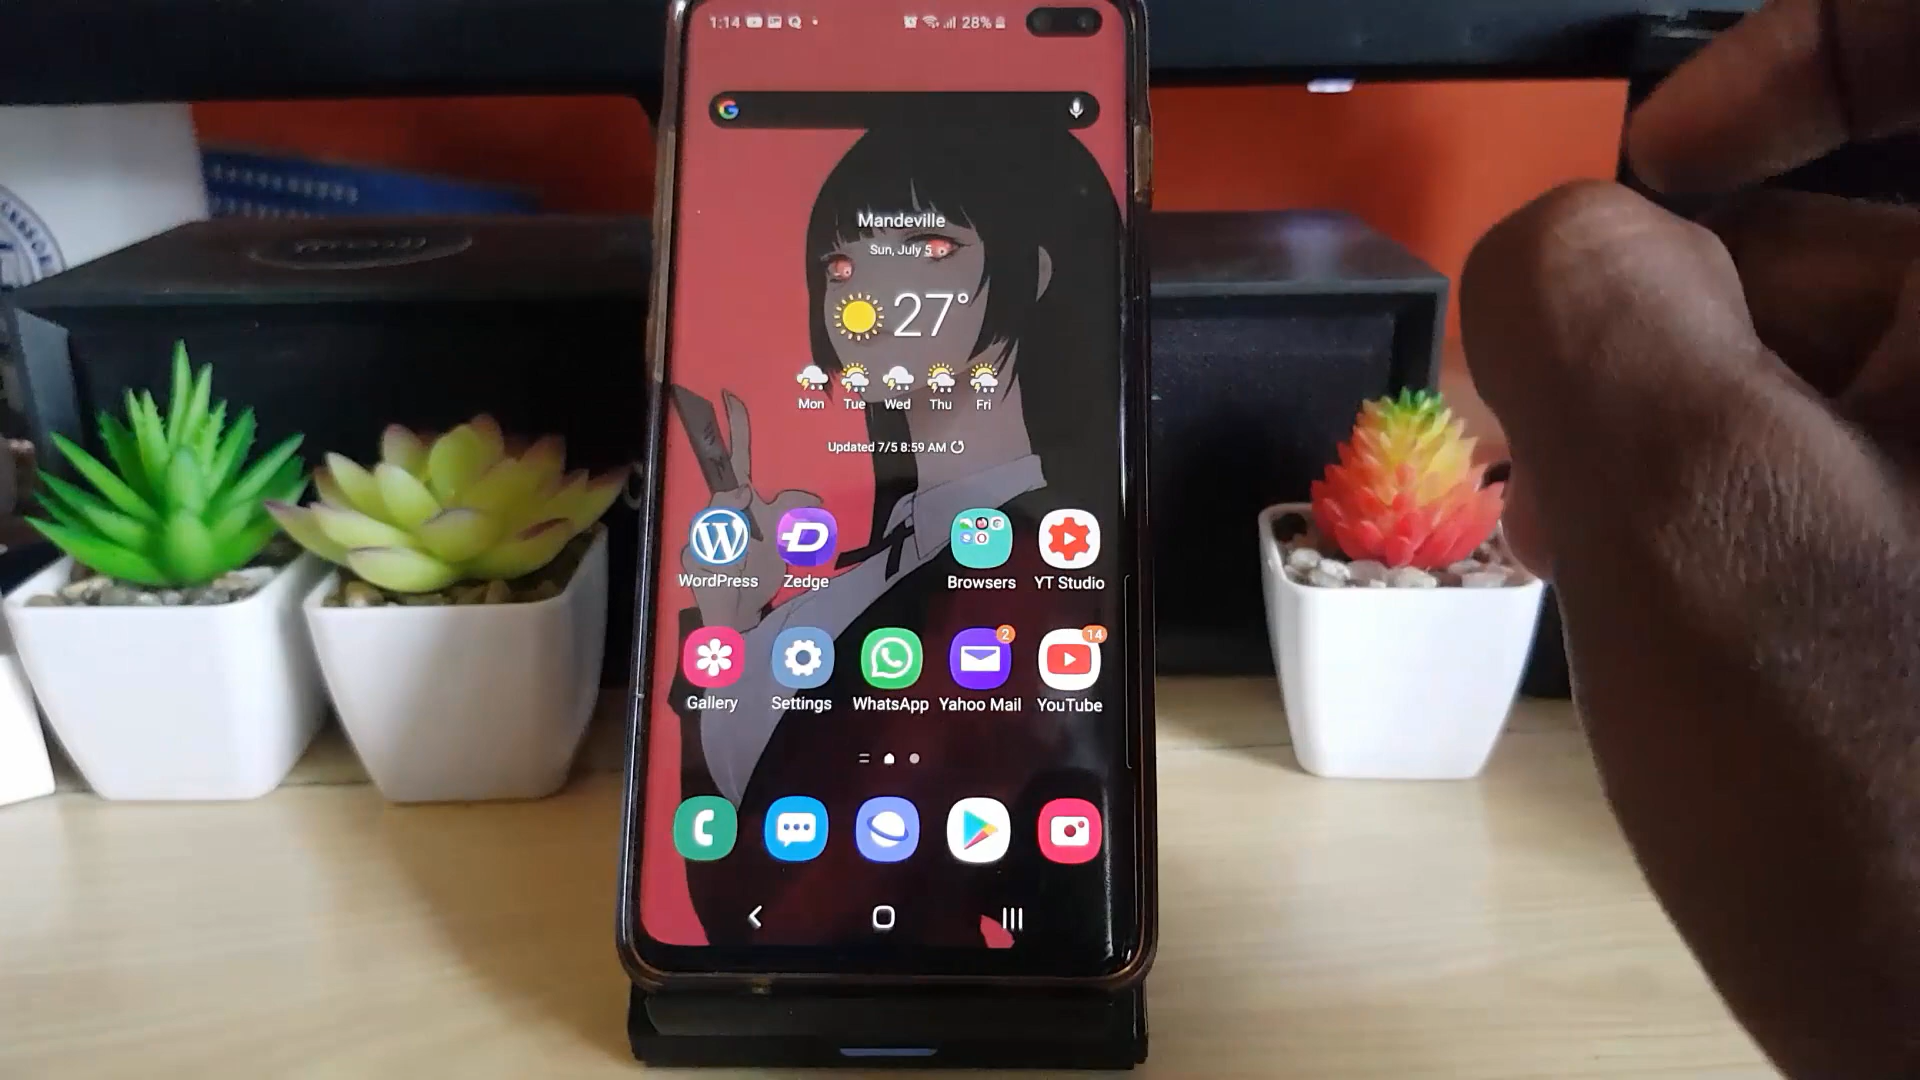 1:14
28%
Mandeville
Sun, July 5
27°
Mon Tue Wed Thu Fri
Updated 7/5 8:59 AM
WordPress Zedge Browsers YT Studio
2 14
Gallery Settings WhatsApp Yahoo Mail YouTube